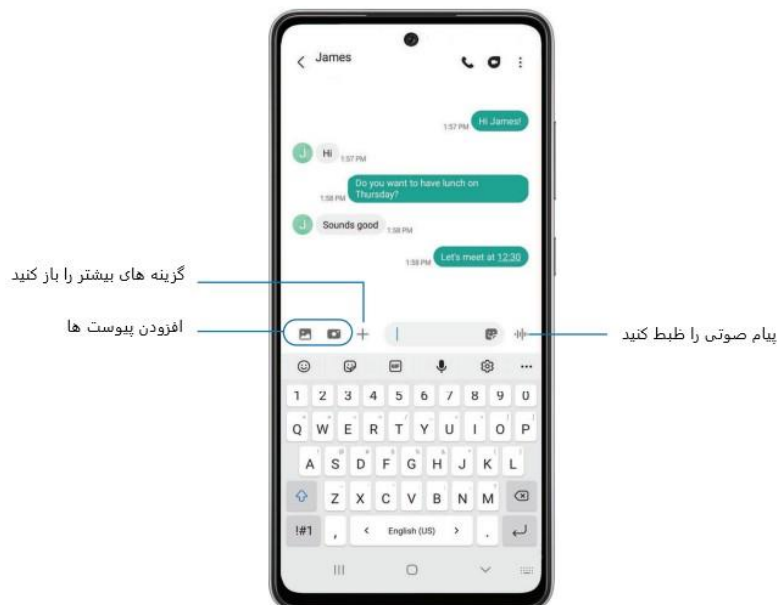 James
Hi James!
1:57 PM
Hi
1:57 PM
Do you want to have lunch on
Thursday?
1:58 PM
Sounds good
1:58 PM
Let's meet at 12:30
1:58 PM
گزینه های بیشتر را باز کنید
افزودن پیوست ها
پیام صوتی را ظبط کنید
GIF
1 2 3 4 5 6 7 8 9 0
Q W E R T Y U I O P
A S D F G H J K L
Z X C V B N M
!#1 , < English (US) > .